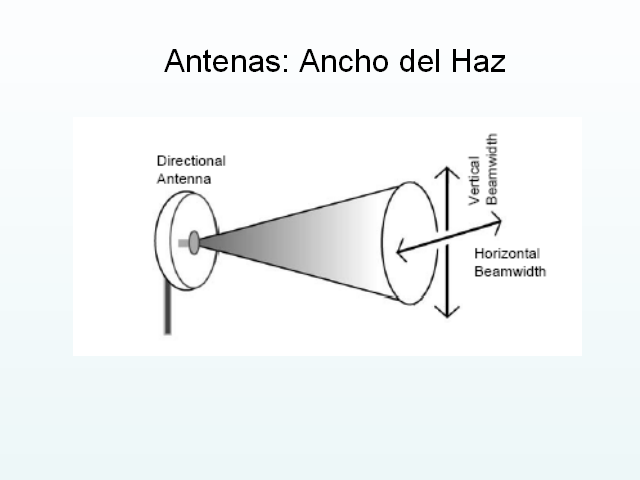 Antenas: Ancho del Haz
Directional
Antenna
Vertical
Beamwidth
Horizontal
Beamwidth